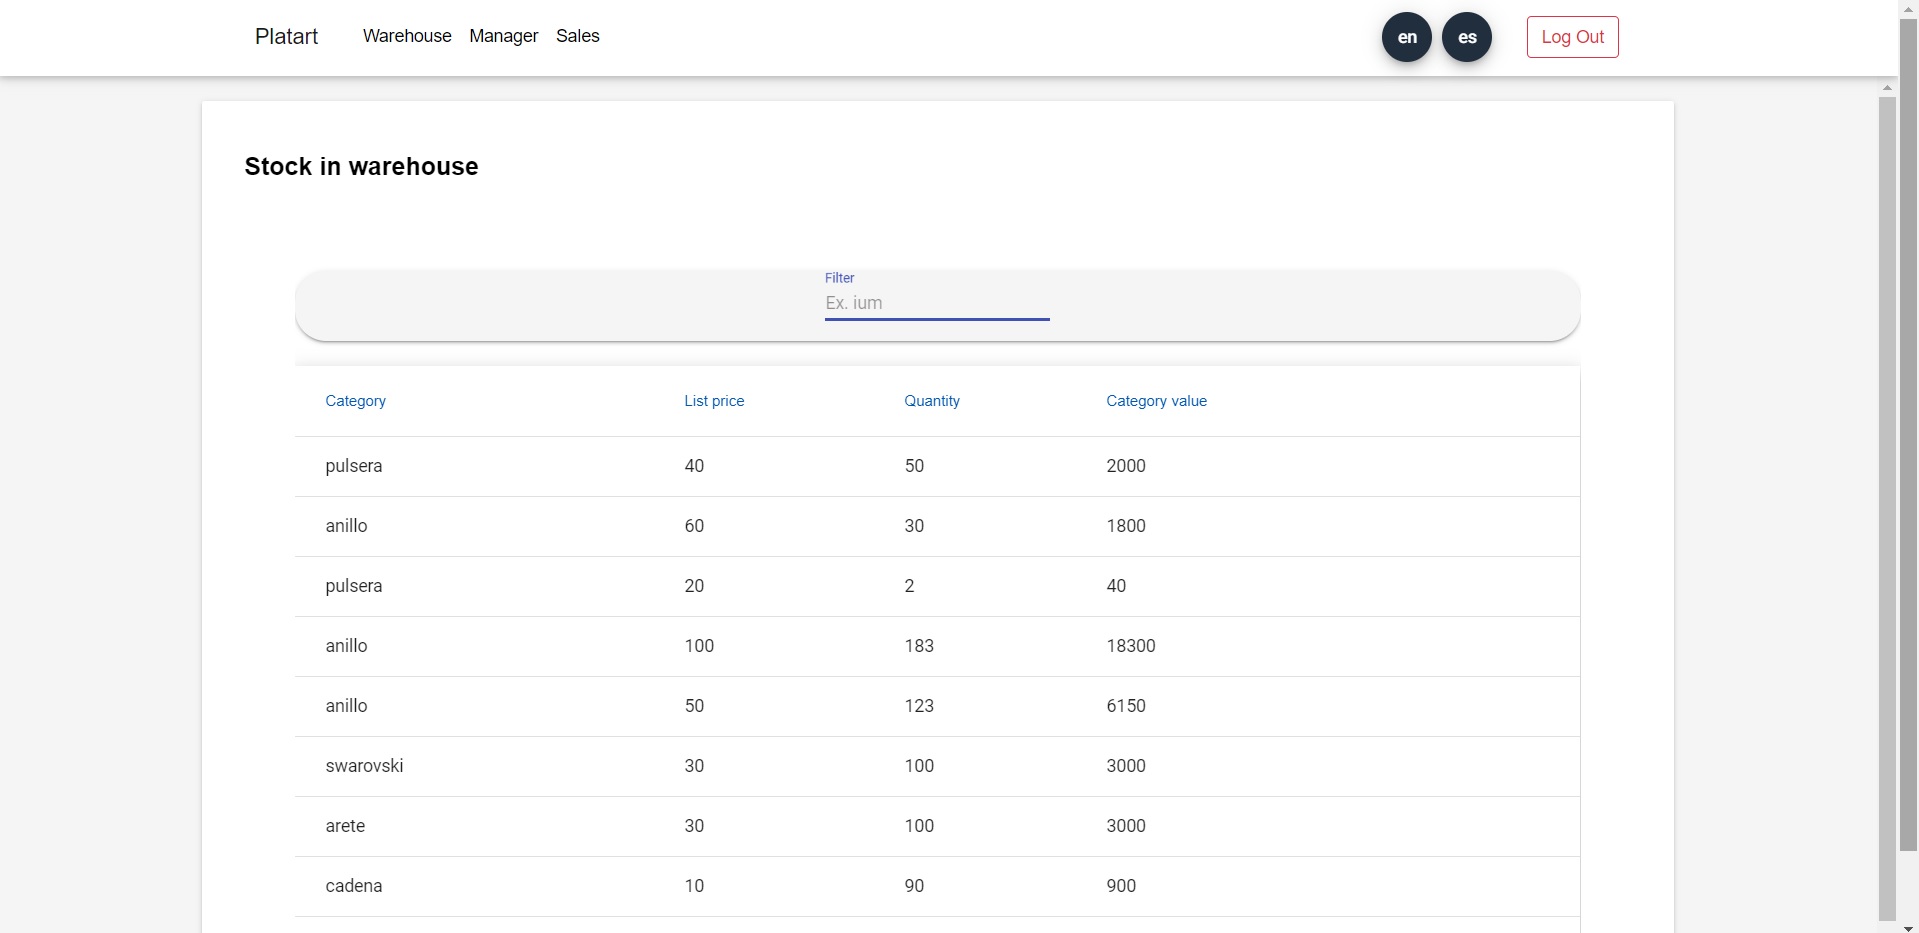 Platart Warehouse Manager Sales en es Log Out
Stock in warehouse
Filter
Ex. ium
Category List price Quantity Category value
pulsera 40 50 2000
anillo 60 30 1800
pulsera 20 2 40
anillo 100 183 18300
anillo 50 123 6150
swarovski 30 100 3000
arete 30 100 3000
cadena 10 90 900